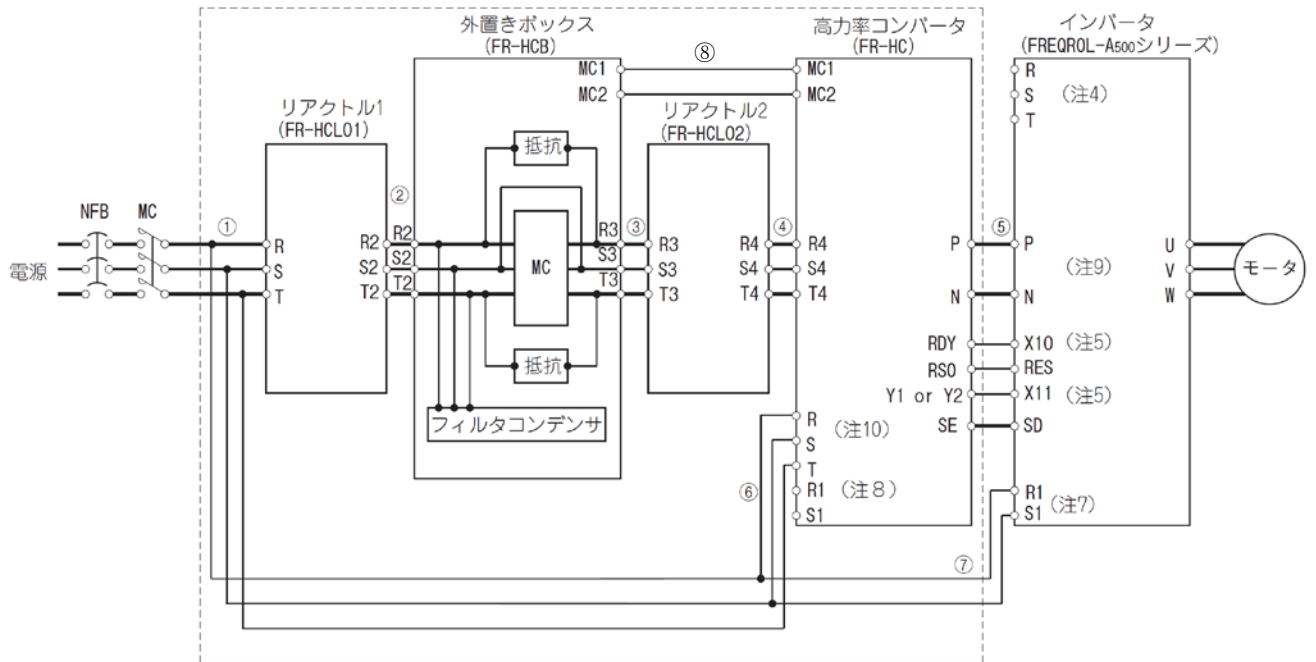 外置きボックス
(FR-HCB)
高力率コンバータ
(FR-HC)
インバータ
(FREQROL-A500シリーズ)
⑧
MC1
MC2
MC1
MC2
R
S
T
(注4)
リアクトル1
(FR-HCL01)
リアクトル2
(FR-HCL02)
抵抗
NFB
MC
電源
①
R
S
T
②
R2
S2
T2
R2
S2
T2
MC
R3
S3
T3
③
R3
S3
T3
R4
S4
T4
④
R4
S4
T4
P
N
⑤
P
N
(注9)
U
V
W
モータ
抵抗
フィルタコンデンサ
RDY
RSO
Y1 or Y2
SE
X10 (注5)
RES
X11 (注5)
SD
R
S
T
(注10)
R1 (注8)
S1
⑥
R1
S1
(注7)
⑦